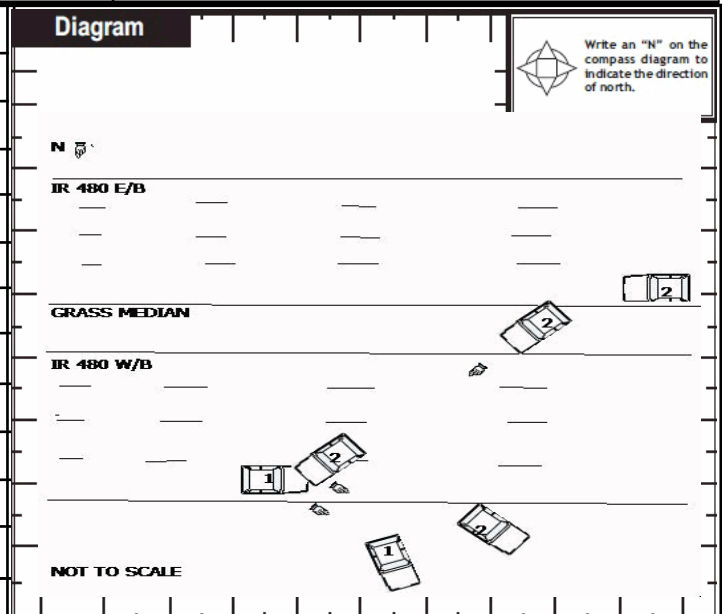 Diagram
Write an "N" on the
compass diagram to
indicate the direction
of north.
N
IR 480 E/B
2
GRASS MEDIAN
2
IR 480 W/B
2
1
2
1
NOT TO SCALE